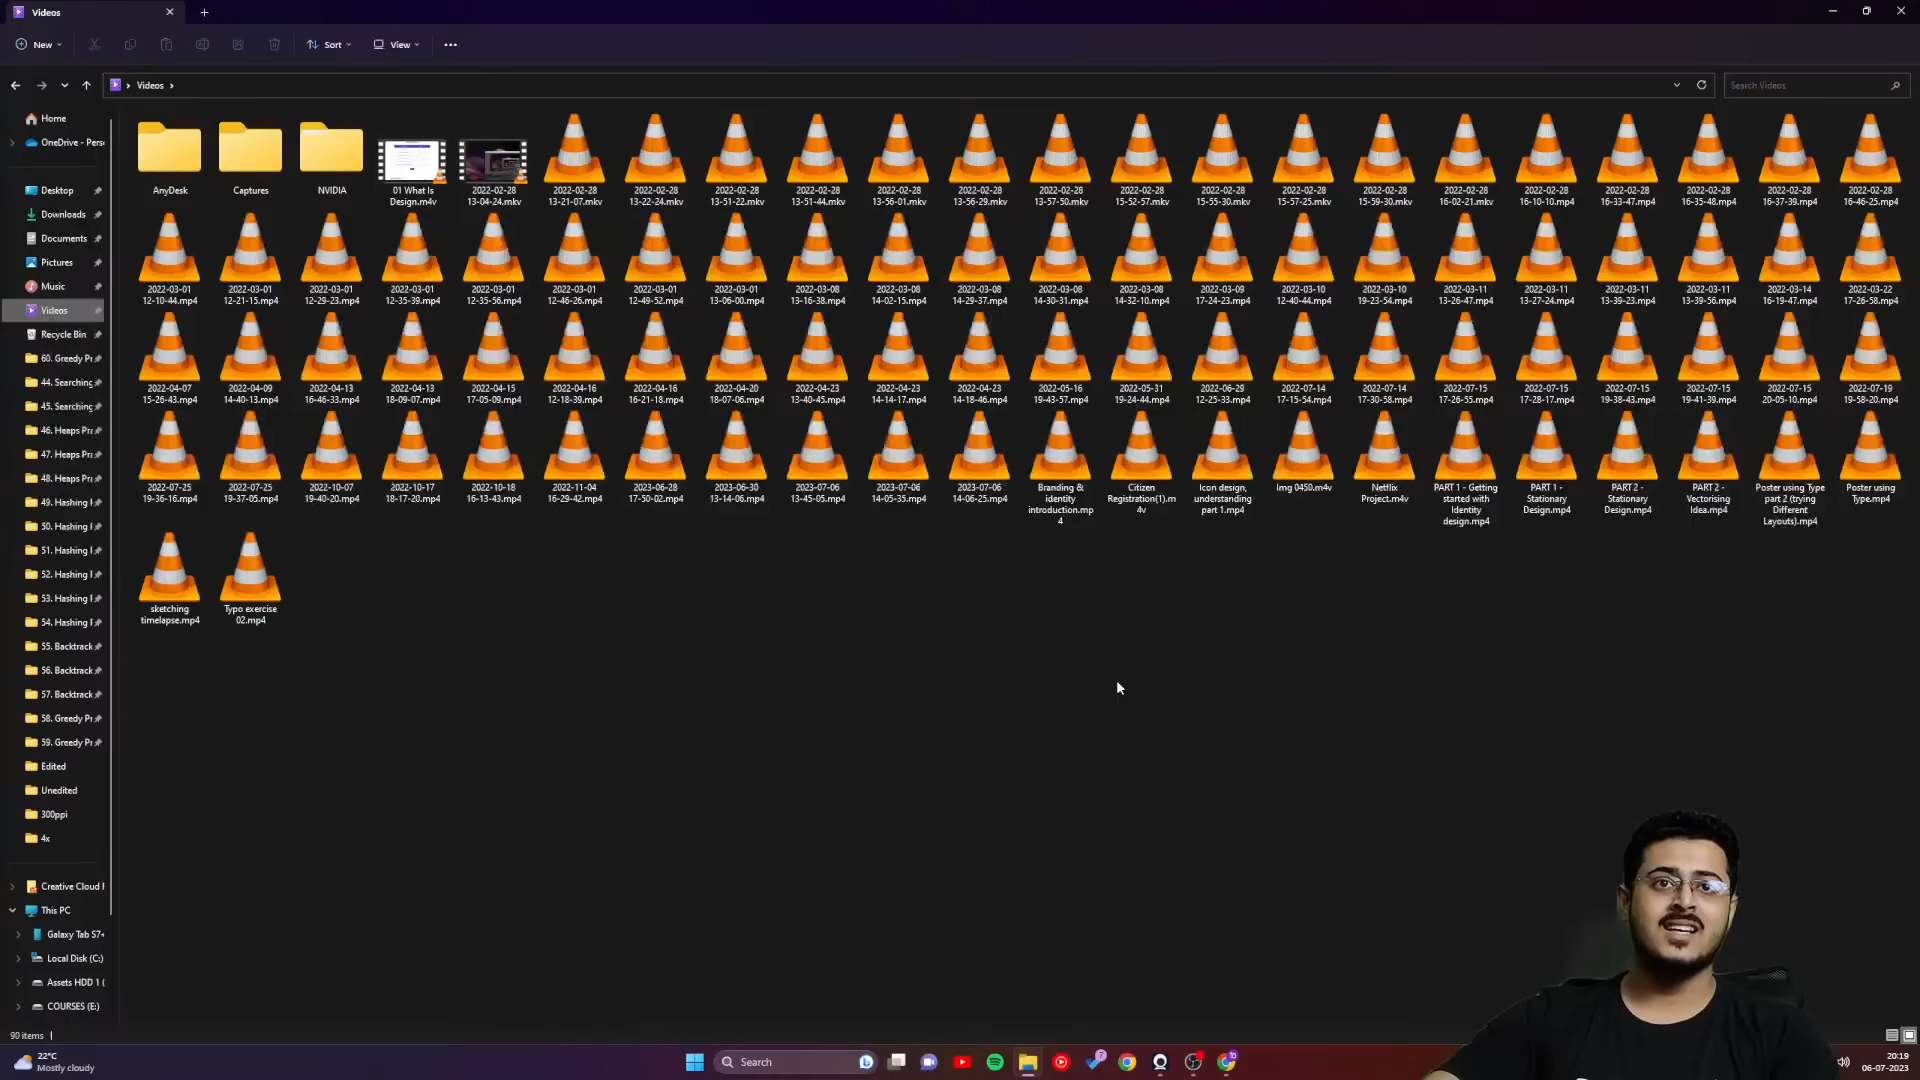 Videos
New
Sort
View
Videos
Search Videos
Home
OneDrive - Pers
Desktop
Downloads
Documents
Pictures
Music
Videos
Recycle Bin
60. Greedy Pr
44. Searching
45. Searching
46. Heaps Pra
47. Heaps Pra
48. Heaps Pra
49. Hashing
50. Hashing
51. Hashing
52. Hashing
53. Hashing
54. Hashing
55. Backtrack
56. Backtrack
57. Backtrack
58. Greedy Pr
59. Greedy Pr
Edited
Unedited
300ppi
4x
Creative Cloud F
This PC
Galaxy Tab S7+
Local Disk (C:)
Assets HDD 1 (
COURSES (E:)
AnyDesk
Captures
NVIDIA
01 What Is
Design.m4v
2022-02-28
13-04-24.mkv
2022-02-28
13-21-07.mkv
2022-02-28
13-22-24.mkv
2022-02-28
13-51-22.mkv
2022-02-28
13-51-44.mkv
2022-02-28
13-56-01.mkv
2022-02-28
13-56-29.mkv
2022-02-28
13-57-50.mkv
2022-02-28
15-52-57.mkv
2022-02-28
15-55-30.mkv
2022-02-28
15-57-25.mkv
2022-02-28
15-59-30.mkv
2022-02-28
16-02-21.mkv
2022-02-28
16-10-10.mp4
2022-02-28
16-33-47.mp4
2022-02-28
16-35-48.mp4
2022-02-28
16-37-39.mp4
2022-02-28
16-46-25.mp4
2022-03-01
12-10-44.mp4
2022-03-01
12-21-15.mp4
2022-03-01
12-29-23.mp4
2022-03-01
12-35-39.mp4
2022-03-01
12-35-56.mp4
2022-03-01
12-46-26.mp4
2022-03-01
12-49-52.mp4
2022-03-01
13-06-00.mp4
2022-03-08
13-16-38.mp4
2022-03-08
14-02-15.mp4
2022-03-08
14-29-37.mp4
2022-03-08
14-30-31.mp4
2022-03-08
14-32-10.mp4
2022-03-09
17-24-23.mp4
2022-03-10
12-40-44.mp4
2022-03-10
19-23-54.mp4
2022-03-11
13-26-47.mp4
2022-03-11
13-27-24.mp4
2022-03-11
13-39-23.mp4
2022-03-11
13-39-56.mp4
2022-03-14
16-19-47.mp4
2022-03-22
17-26-58.mp4
2022-04-07
15-26-43.mp4
2022-04-09
14-40-13.mp4
2022-04-13
16-46-33.mp4
2022-04-13
18-09-07.mp4
2022-04-15
17-05-09.mp4
2022-04-16
12-18-39.mp4
2022-04-16
16-21-18.mp4
2022-04-20
18-07-06.mp4
2022-04-23
13-40-45.mp4
2022-04-23
14-14-17.mp4
2022-04-23
14-18-46.mp4
2022-05-16
19-43-57.mp4
2022-05-31
19-24-44.mp4
2022-06-29
12-25-33.mp4
2022-07-14
17-15-54.mp4
2022-07-14
17-30-58.mp4
2022-07-15
17-26-55.mp4
2022-07-15
17-28-17.mp4
2022-07-15
19-38-43.mp4
2022-07-15
19-41-39.mp4
2022-07-15
20-05-10.mp4
2022-07-19
19-58-20.mp4
2022-07-25
19-36-16.mp4
2022-07-25
19-37-05.mp4
2022-10-07
19-40-20.mp4
2022-10-17
18-17-20.mp4
2022-10-18
16-13-43.mp4
2022-11-04
16-29-42.mp4
2023-06-28
17-50-02.mp4
2023-06-30
13-14-06.mp4
2023-07-06
13-45-05.mp4
2023-07-06
14-05-35.mp4
2023-07-06
14-06-25.mp4
Branding &
identity
introduction.mp
4
Citizen
Registration(1).m
4v
Icon design,
understanding
part 1.mp4
Img 0450.m4v
Netflix
Project.m4v
PART 1 - Getting
started with
Identity
design.mp4
PART 1 -
Stationary
Design.mp4
PART 2 -
Stationary
Design.mp4
PART 2 -
Vectorising
Idea.mp4
Poster using Type
part 2 (trying
Different
Layouts).mp4
Poster using
Type.mp4
sketching
timelapse.mp4
Typo exercise
02.mp4
90 items
22°C
Mostly cloudy
Search
7
20:19
06-07-2023